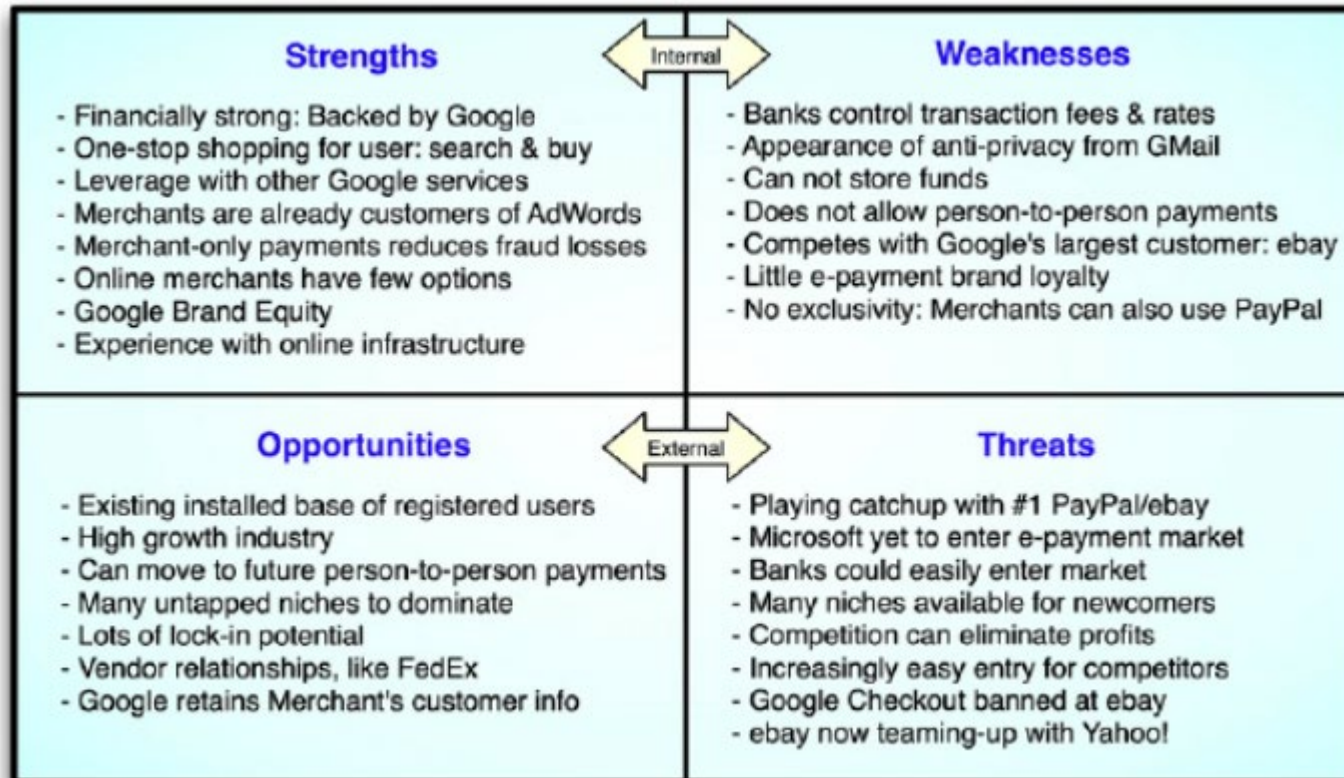 Strengths
- Financially strong: Backed by Google
- One-stop shopping for user: search & buy
- Leverage with other Google services
- Merchants are already customers of AdWords
- Merchant-only payments reduces fraud losses
- Online merchants have few options
- Google Brand Equity
- Experience with online infrastructure
Internal
Weaknesses
- Banks control transaction fees & rates
- Appearance of anti-privacy from GMail
- Can not store funds
- Does not allow person-to-person payments
- Competes with Google's largest customer: ebay
- Little e-payment brand loyalty
- No exclusivity: Merchants can also use PayPal
Opportunities
- Existing installed base of registered users
- High growth industry
- Can move to future person-to-person payments
- Many untapped niches to dominate
- Lots of lock-in potential
- Vendor relationships, like FedEx
- Google retains Merchant's customer info
External
Threats
- Playing catchup with #1 PayPal/ebay
- Microsoft yet to enter e-payment market
- Banks could easily enter market
- Many niches available for newcomers
- Competition can eliminate profits
- Increasingly easy entry for competitors
- Google Checkout banned at ebay
- ebay now teaming-up with Yahoo!